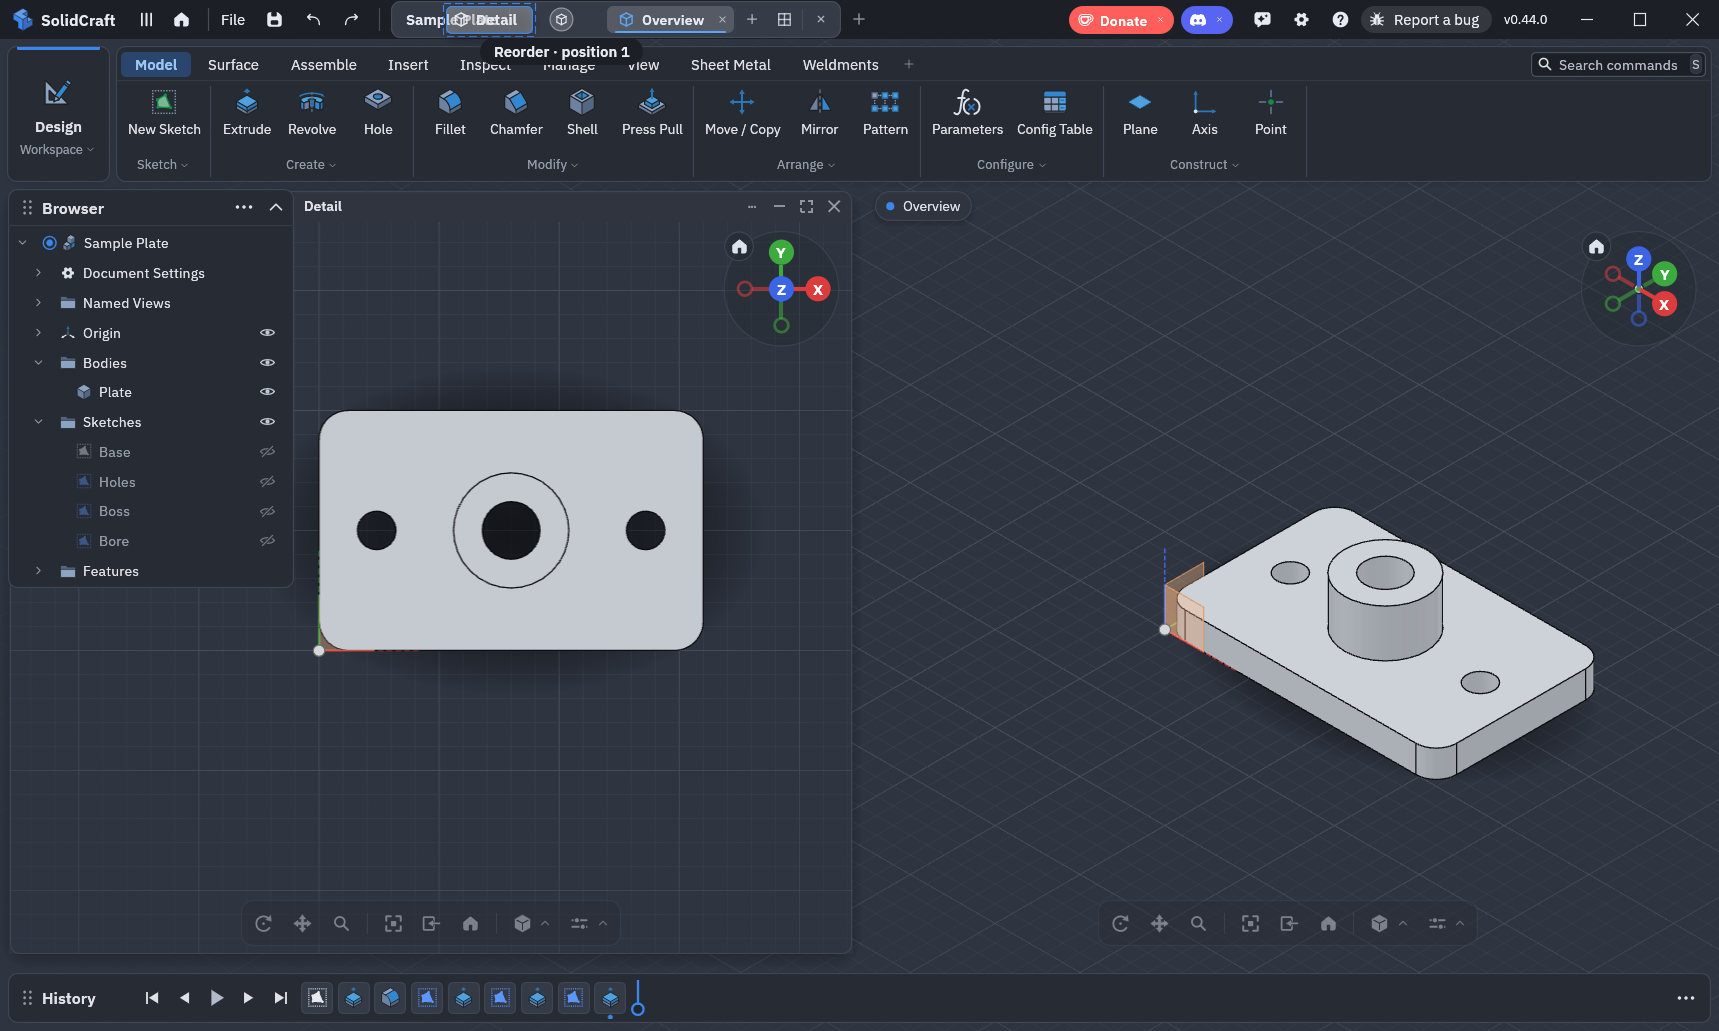 SolidCraft
File
Detail
Overview
Donate
Report a bug
v0.44.0
Reorder · position 1
Design
Workspace
Model
Surface
Assemble
Insert
Inspect
Manage
View
Sheet Metal
Weldments
Search commands
S
New Sketch
Extrude
Revolve
Hole
Fillet
Chamfer
Shell
Press Pull
Move / Copy
Mirror
Pattern
Parameters
Config Table
Plane
Axis
Point
Sketch
Create
Modify
Arrange
Configure
Construct
Browser
Sample Plate
Document Settings
Named Views
Origin
Bodies
Plate
Sketches
Base
Holes
Boss
Bore
Features
Detail
Y
Z
X
Overview
Z
Y
X
History